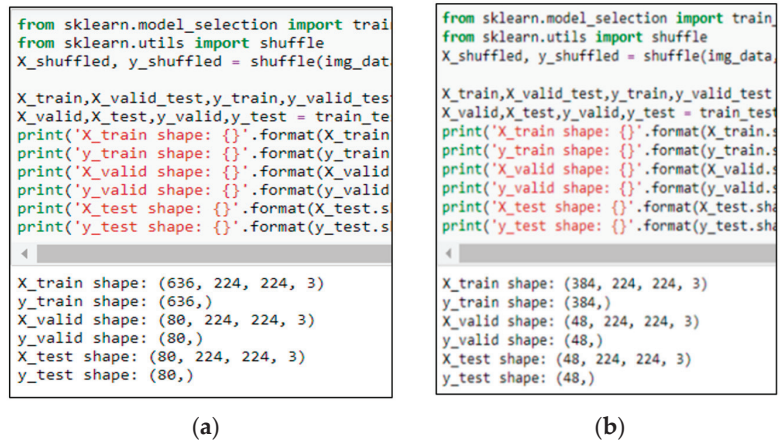 from sklearn.model_selection import trai
from sklearn.utils import shuffle
X_shuffled, y_shuffled = shuffle(img_data
X_train,X_valid_test,y_train,y_valid_test
X_valid,X_test,y_valid,y_test = train_te
print('X_train shape: {}'.format(X_train
print('y_train shape: {}'.format(y_train
print('X_valid shape: {}'.format(X_valid
print('y_valid shape: {}'.format(y_valid
print('X_test shape: {}'.format(X_test.sh
print('y_test shape: {}'.format(y_test.sh
X_train shape: (636, 224, 224, 3)
y_train shape: (636,)
X_valid shape: (80, 224, 224, 3)
y_valid shape: (80,)
X_test shape: (80, 224, 224, 3)
y_test shape: (80,)
(a)
from sklearn.model_selection import train_
from sklearn.utils import shuffle
X_shuffled, y_shuffled = shuffle(img_data,
X_train,X_valid_test,y_train,y_valid_test
X_valid,X_test,y_valid,y_test = train_test
print('X_train shape: {}'.format(X_train.s
print('y_train shape: {}'.format(y_train.s
print('X_valid shape: {}'.format(X_valid.s
print('y_valid shape: {}'.format(y_valid.s
print('X_test shape: {}'.format(X_test.sha
print('y_test shape: {}'.format(y_test.sha
X_train shape: (384, 224, 224, 3)
y_train shape: (384,)
X_valid shape: (48, 224, 224, 3)
y_valid shape: (48,)
X_test shape: (48, 224, 224, 3)
y_test shape: (48,)
(b)